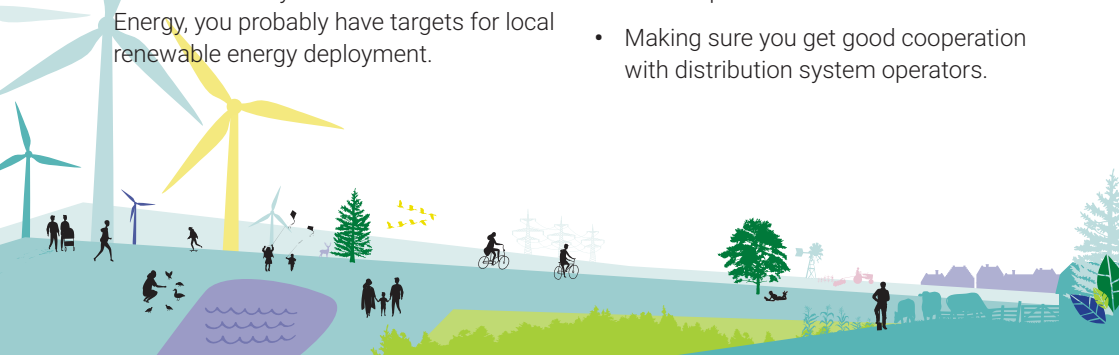 Energy, you probably have targets for local
renewable energy deployment.
• Making sure you get good cooperation
with distribution system operators.